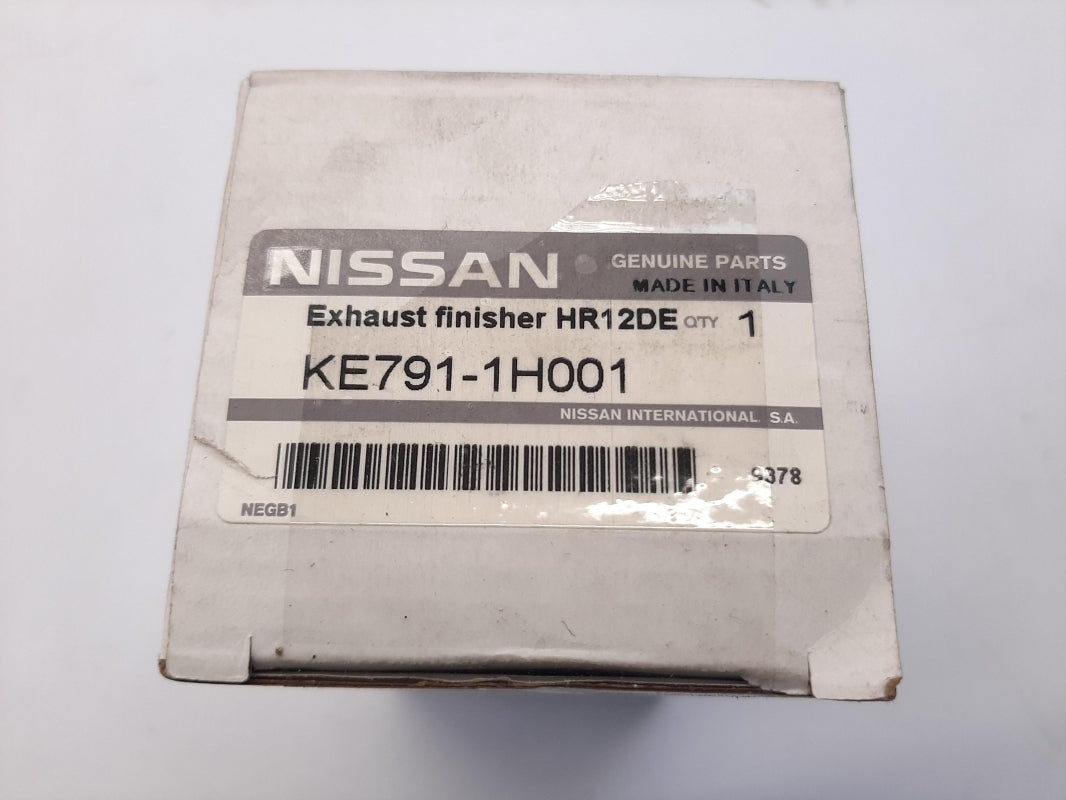 NISSAN GENUINE PARTS
MADE IN ITALY
Exhaust finisher HR12DE QTY 1
KE791-1H001
NISSAN INTERNATIONAL, S.A.
9378
NEGB1